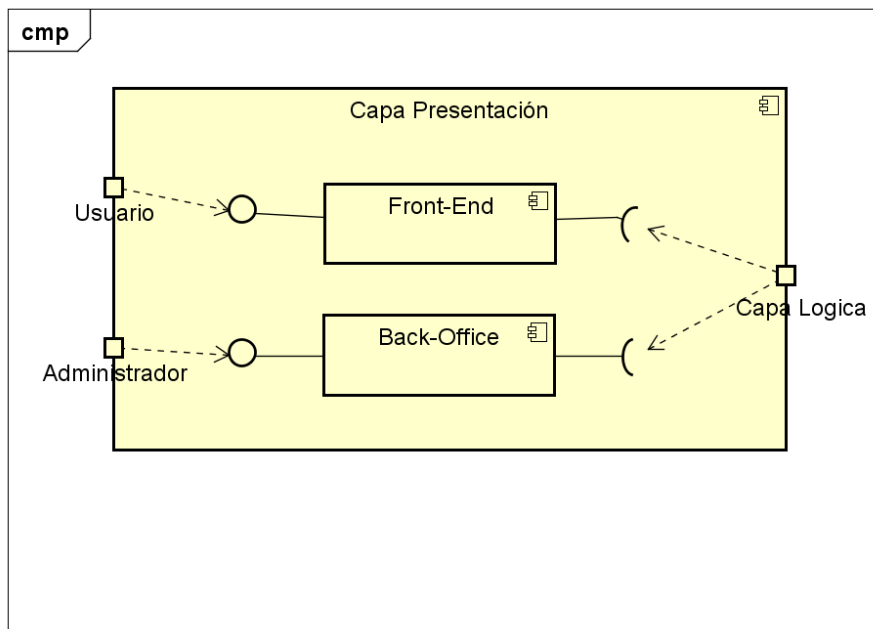 cmp
Capa Presentación
Front-End
Usuario
Capa Logica
Back-Office
Administrador